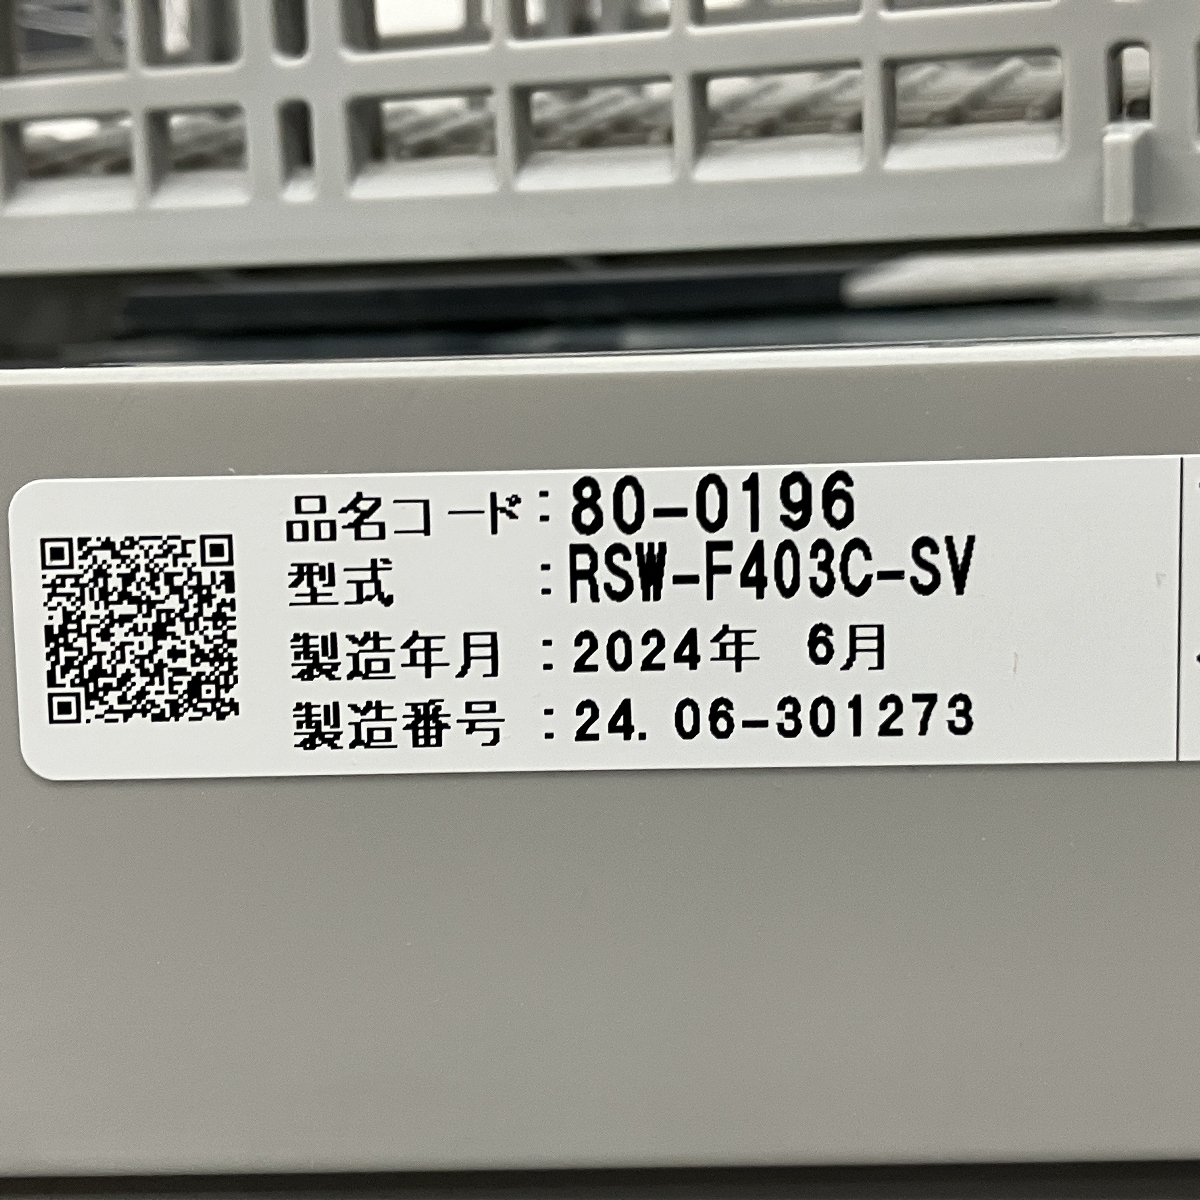 品名コード:80-0196
型式 :RSW-F403C-SV
製造年月 :2024年 6月
製造番号 :24.06-301273